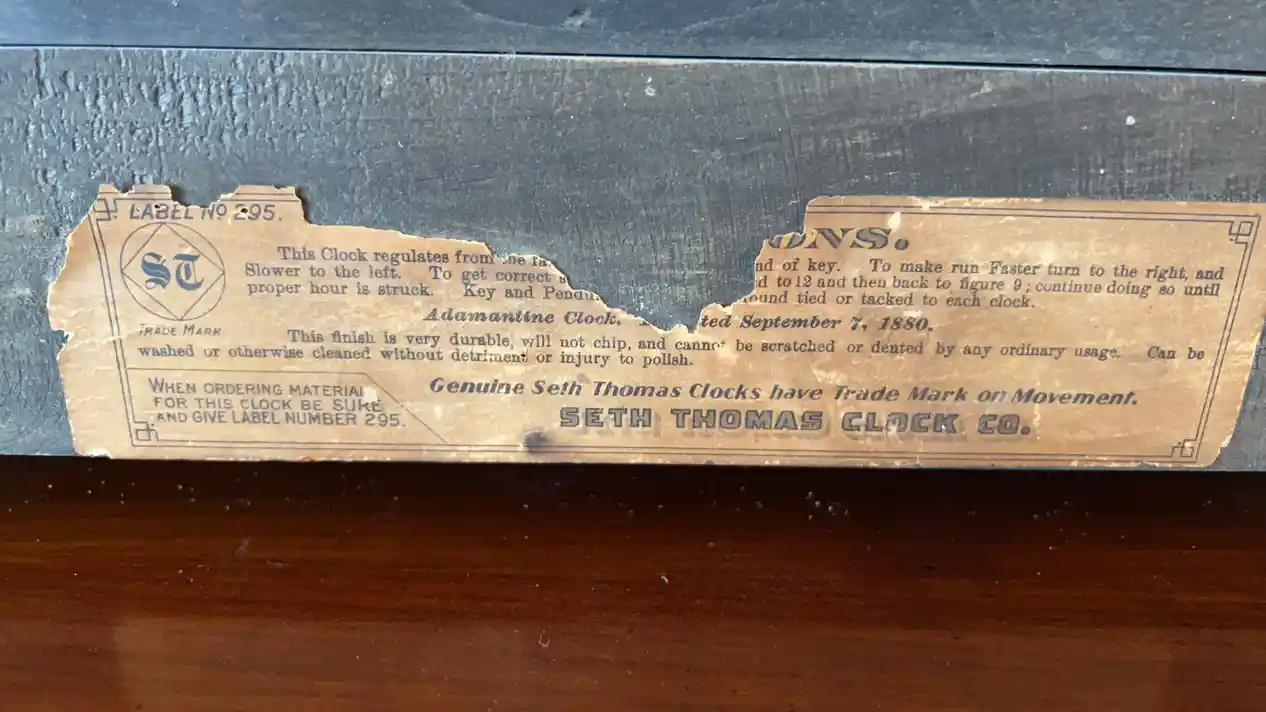 LABEL NO 295.
ST
TRADE MARK
This Clock regulates from of key. To make run Faster turn to the right, and
Slower to the left. To get correct to 12 and then back to figure 9; continue doing so until
proper hour is struck. Key and tied or tacked to each clock.
Adamantine Clock. September 7, 1880.
This finish is very durable, will not chip, and cannot be scratched or dented by any ordinary usage. Can be
washed or otherwise cleaned without detriment or injury to polish.
WHEN ORDERING MATERIAL
FOR THIS CLOCK BE SURE
AND GIVE LABEL NUMBER 295.
Genuine Seth Thomas Clocks have Trade Mark on Movement.
SETH THOMAS CLOCK CO.